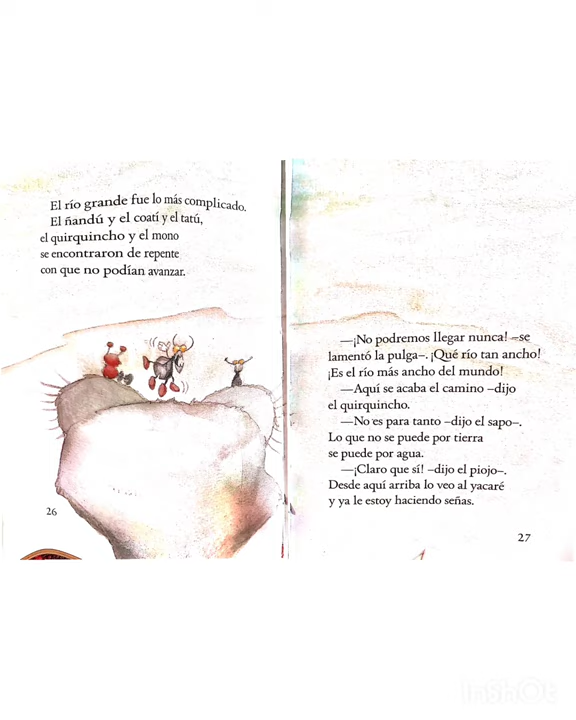 El río grande fue lo más complicado.
El ñandú y el coatí y el tatú,
el quirquincho y el mono
se encontraron de repente
con que no podían avanzar.
26
—¡No podremos llegar nunca! –se
lamentó la pulga–. ¡Qué río tan ancho!
¡Es el río más ancho del mundo!
—Aquí se acaba el camino –dijo
el quirquincho.
—No es para tanto –dijo el sapo–.
Lo que no se puede por tierra
se puede por agua.
—¡Claro que sí! –dijo el piojo–.
Desde aquí arriba lo veo al yacaré
y ya le estoy haciendo señas.
27
InShOt